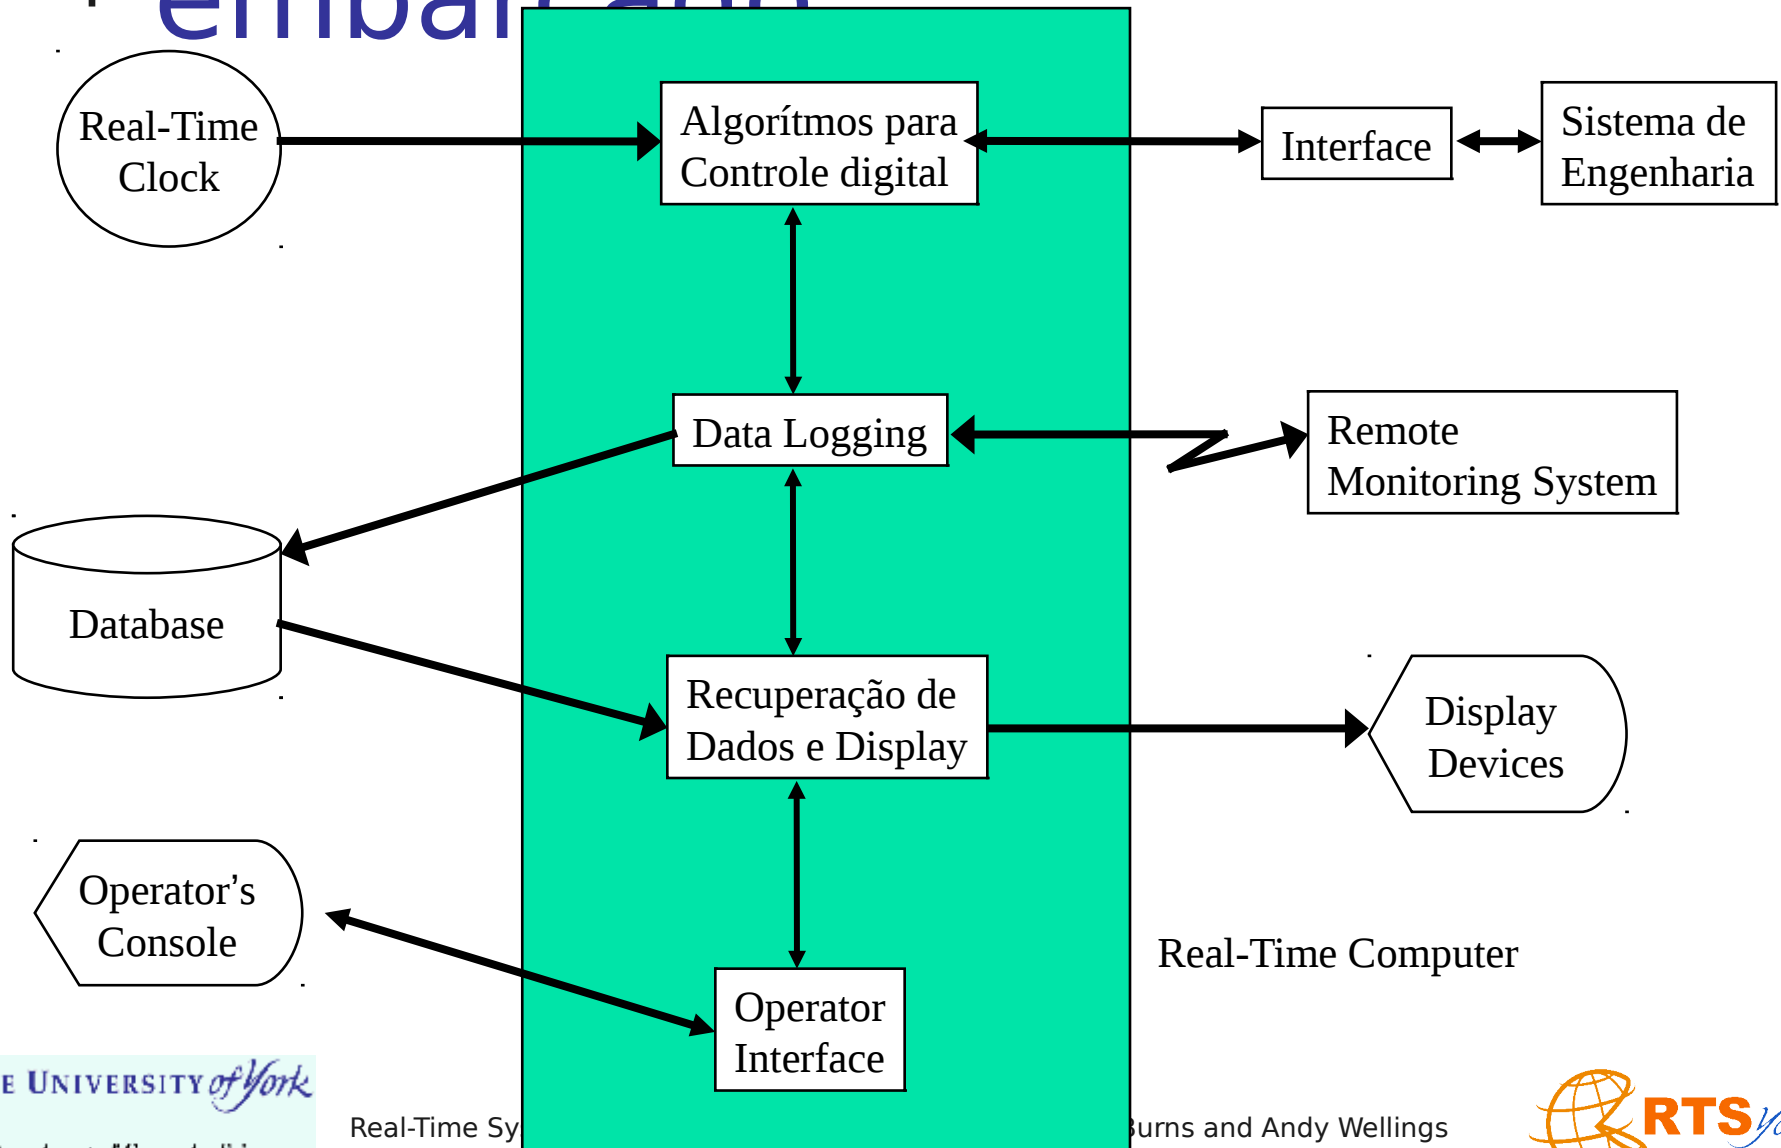 embarcado
Real-Time
Clock
Algorítmos para
Controle digital
Interface
Sistema de
Engenharia
Data Logging
Remote
Monitoring System
Database
Recuperação de
Dados e Display
Display
Devices
Operator’s
Console
Real-Time Computer
Operator
Interface
E UNIVERSITY of York
Real-Time Sy
Burns and Andy Wellings
RTS